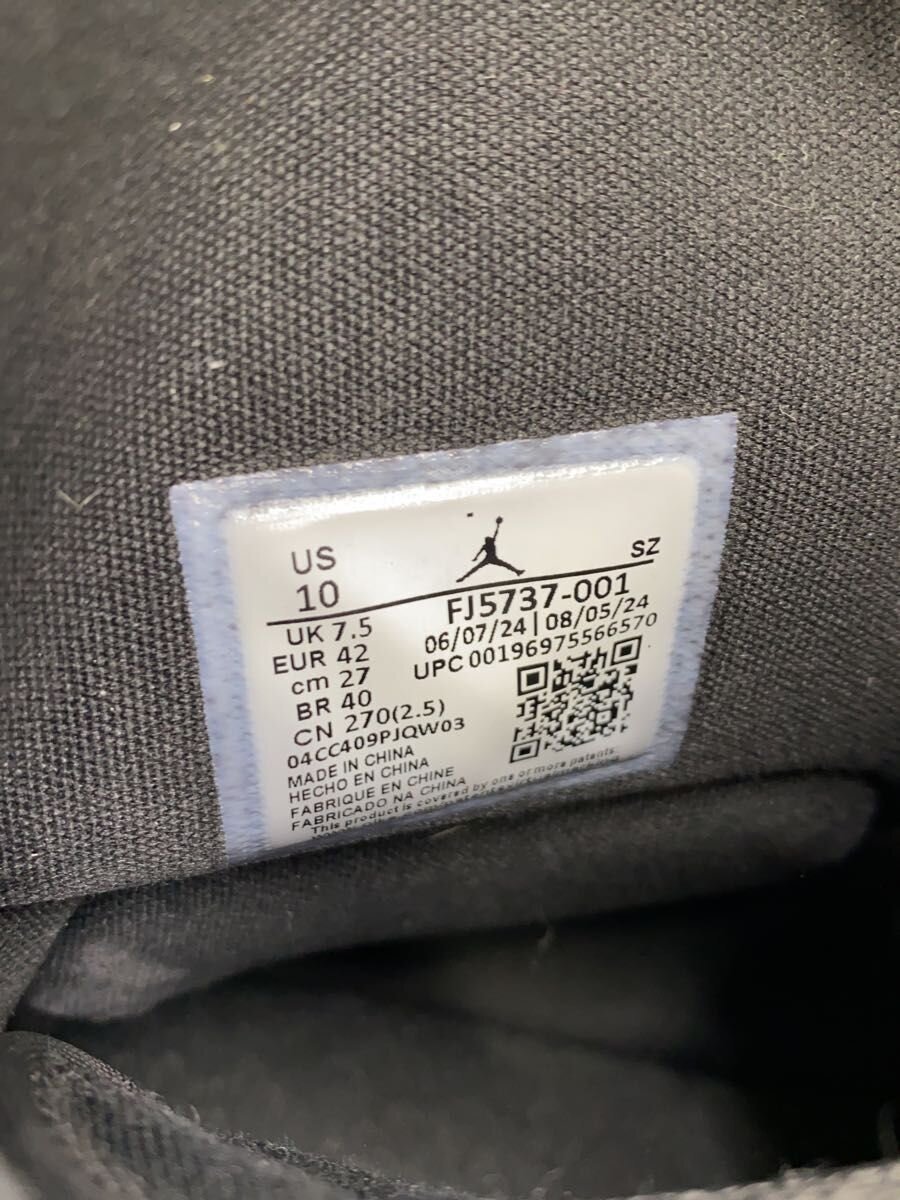 US
10
SZ
FJ5737-001
06/07/24 | 08/05/24
UPC 00196975566570
UK 7.5
EUR 42
cm 27
BR 40
CN 270(2.5)
04CC409PJQW03
MADE IN CHINA
HECHO EN CHINA
FABRIQUE EN CHINE
FABRICADO NA CHINA
This product is covered by one or more patents.